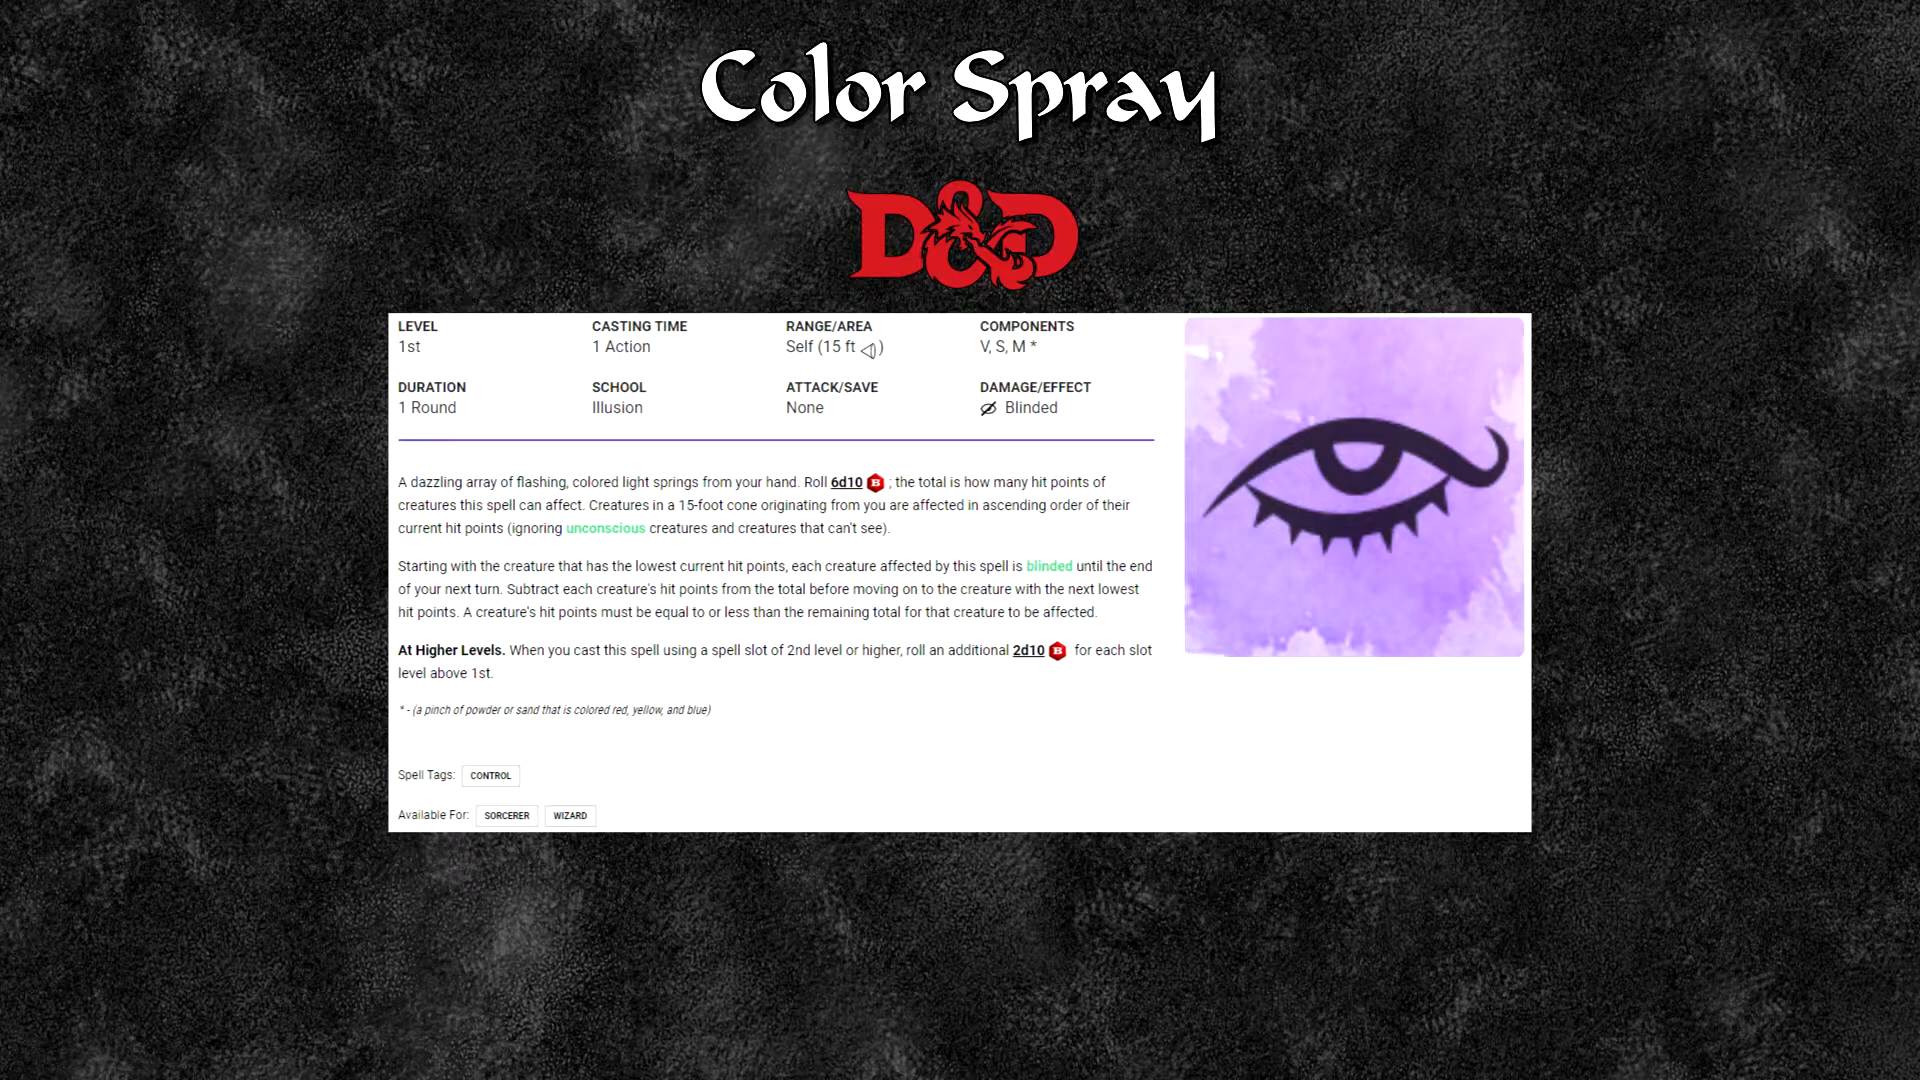 Color Spray
D&D
LEVEL
1st
CASTING TIME
1 Action
RANGE/AREA
Self (15 ft )
COMPONENTS
V, S, M *
DURATION
1 Round
SCHOOL
Illusion
ATTACK/SAVE
None
DAMAGE/EFFECT
Blinded
A dazzling array of flashing, colored light springs from your hand. Roll 6d10 B ; the total is how many hit points of
creatures this spell can affect. Creatures in a 15-foot cone originating from you are affected in ascending order of their
current hit points (ignoring unconscious creatures and creatures that can't see).
Starting with the creature that has the lowest current hit points, each creature affected by this spell is blinded until the end
of your next turn. Subtract each creature's hit points from the total before moving on to the creature with the next lowest
hit points. A creature's hit points must be equal to or less than the remaining total for that creature to be affected.
At Higher Levels. When you cast this spell using a spell slot of 2nd level or higher, roll an additional 2d10 B for each slot
level above 1st.
* - (a pinch of powder or sand that is colored red, yellow, and blue)
Spell Tags: CONTROL
Available For: SORCERER WIZARD